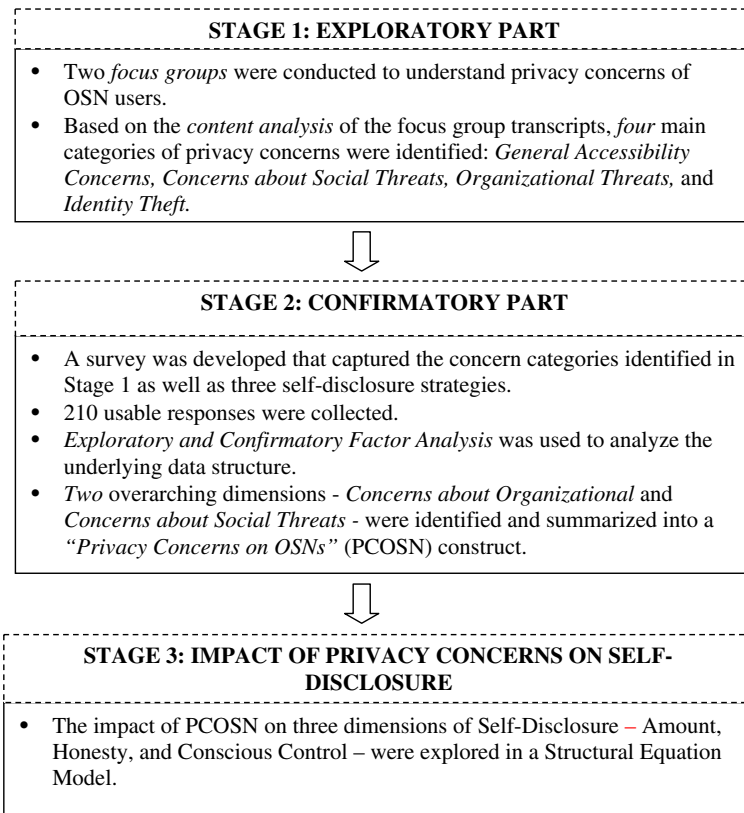 STAGE 1: EXPLORATORY PART
• Two focus groups were conducted to understand privacy concerns of
OSN users.
• Based on the content analysis of the focus group transcripts, four main
categories of privacy concerns were identified: General Accessibility
Concerns, Concerns about Social Threats, Organizational Threats, and
Identity Theft.
STAGE 2: CONFIRMATORY PART
• A survey was developed that captured the concern categories identified in
Stage 1 as well as three self-disclosure strategies.
• 210 usable responses were collected.
• Exploratory and Confirmatory Factor Analysis was used to analyze the
underlying data structure.
• Two overarching dimensions - Concerns about Organizational and
Concerns about Social Threats - were identified and summarized into a
“Privacy Concerns on OSNs” (PCOSN) construct.
STAGE 3: IMPACT OF PRIVACY CONCERNS ON SELF-
DISCLOSURE
• The impact of PCOSN on three dimensions of Self-Disclosure – Amount,
Honesty, and Conscious Control – were explored in a Structural Equation
Model.